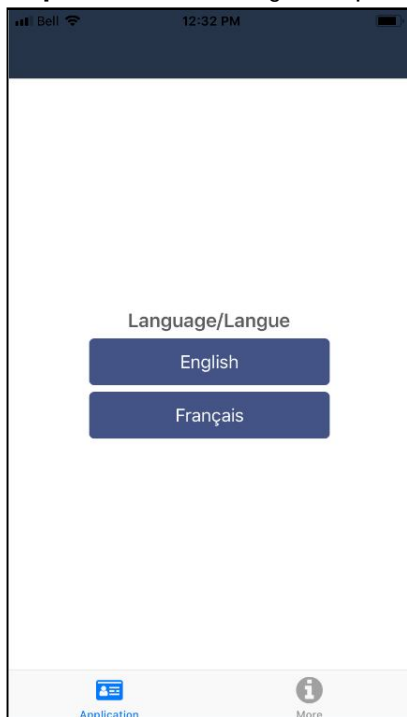 Bell 12:32 PM
Language/Langue
English
Français
Application More